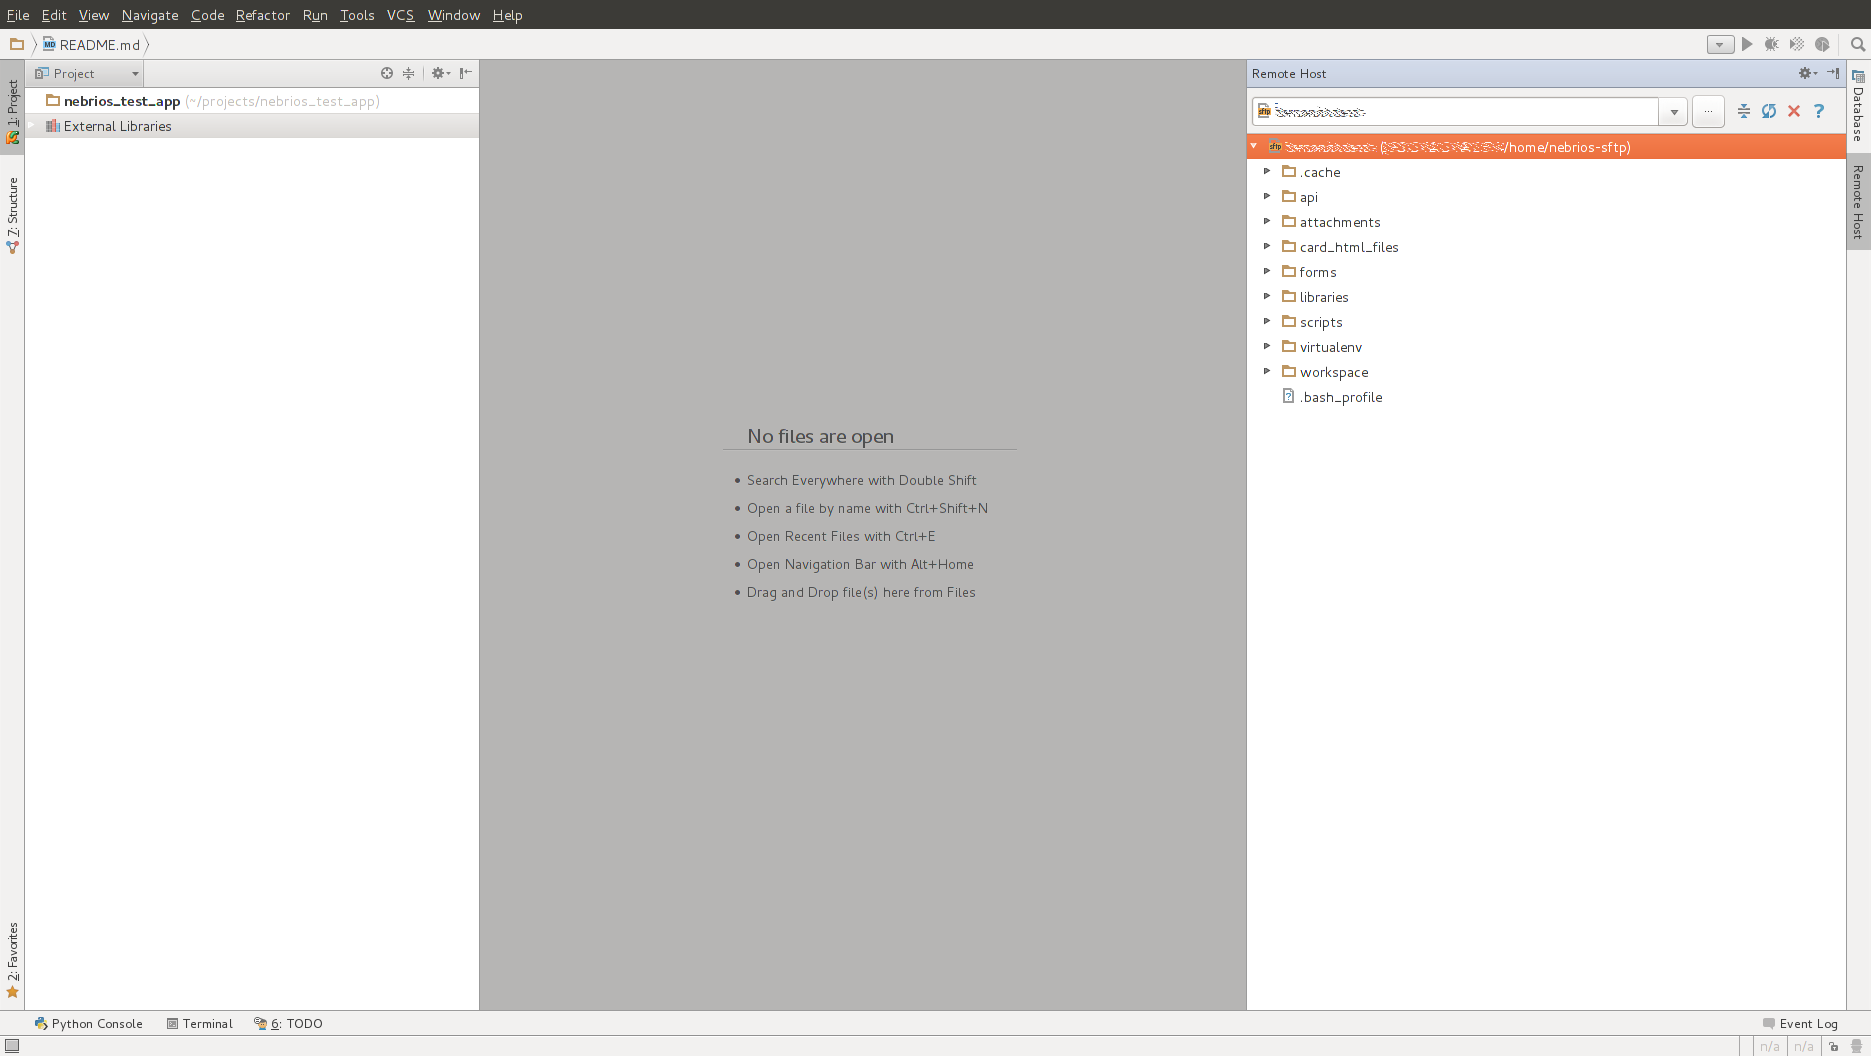 File Edit View Navigate Code Refactor Run Tools VCS Window Help
README.md
Project
nebrios_test_app (~/projects/nebrios_test_app)
External Libraries
1: Project
7: Structure
2: Favorites
No files are open
Search Everywhere with Double Shift
Open a file by name with Ctrl+Shift+N
Open Recent Files with Ctrl+E
Open Navigation Bar with Alt+Home
Drag and Drop file(s) here from Files
Remote Host
sftp
...
?
sftp /home/nebrios-sftp)
.cache
api
attachments
card_html_files
forms
libraries
scripts
virtualenv
workspace
.bash_profile
Database
Remote Host
Python Console Terminal 6: TODO Event Log
n/a n/a